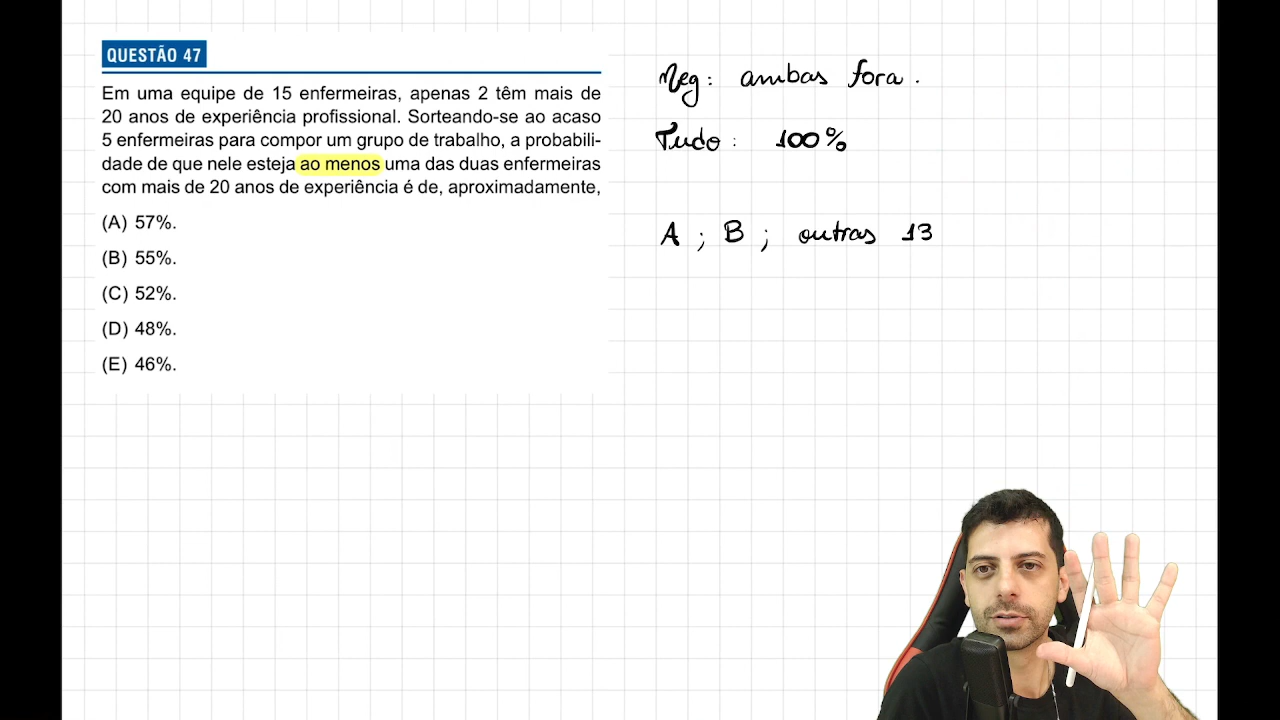 QUESTÃO 47
Em uma equipe de 15 enfermeiras, apenas 2 têm mais de
20 anos de experiência profissional. Sorteando-se ao acaso
5 enfermeiras para compor um grupo de trabalho, a probabili-
dade de que nele esteja ao menos uma das duas enfermeiras
com mais de 20 anos de experiência é de, aproximadamente,
(A) 57%.
(B) 55%.
(C) 52%.
(D) 48%.
(E) 46%.
Neg: ambas fora.
Tudo: 100%
A ; B ; outras 13